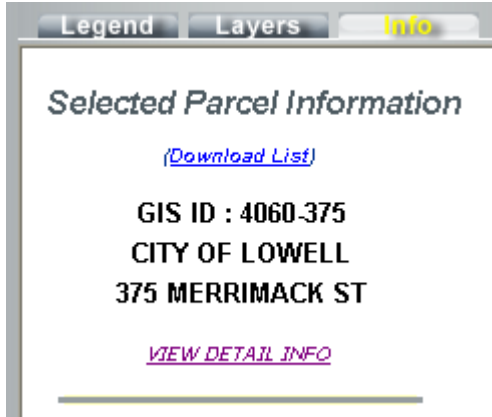 Legend Layers Info
Selected Parcel Information
(Download List)
GIS ID : 4060-375
CITY OF LOWELL
375 MERRIMACK ST
VIEW DETAIL INFO